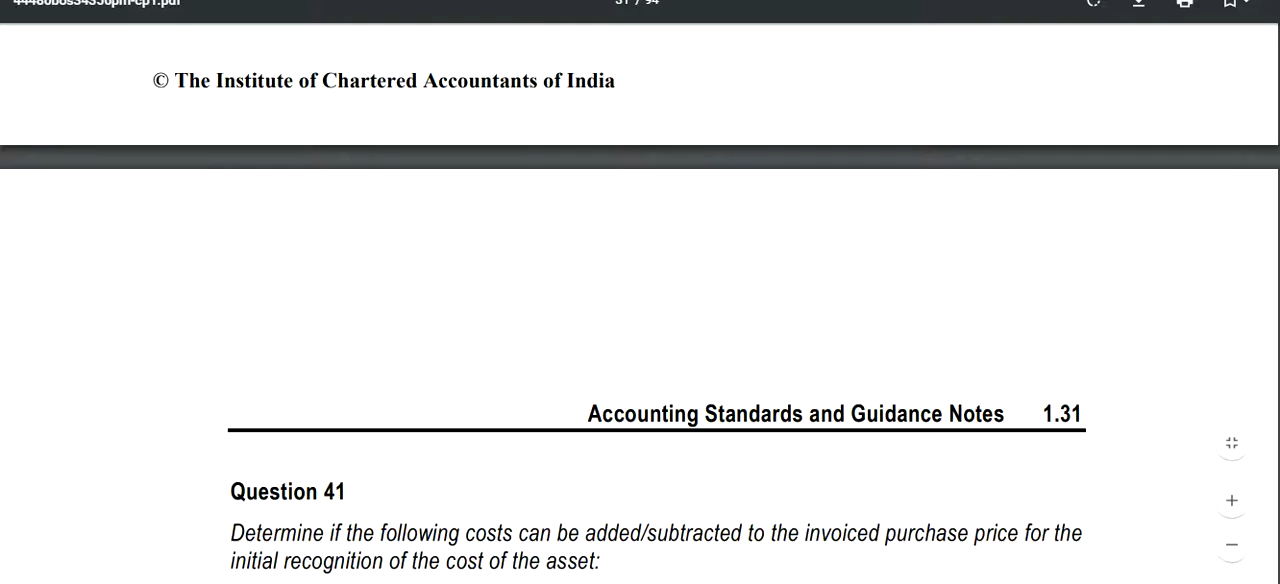 © The Institute of Chartered Accountants of India
Accounting Standards and Guidance Notes 1.31
Question 41
Determine if the following costs can be added/subtracted to the invoiced purchase price for the
initial recognition of the cost of the asset: